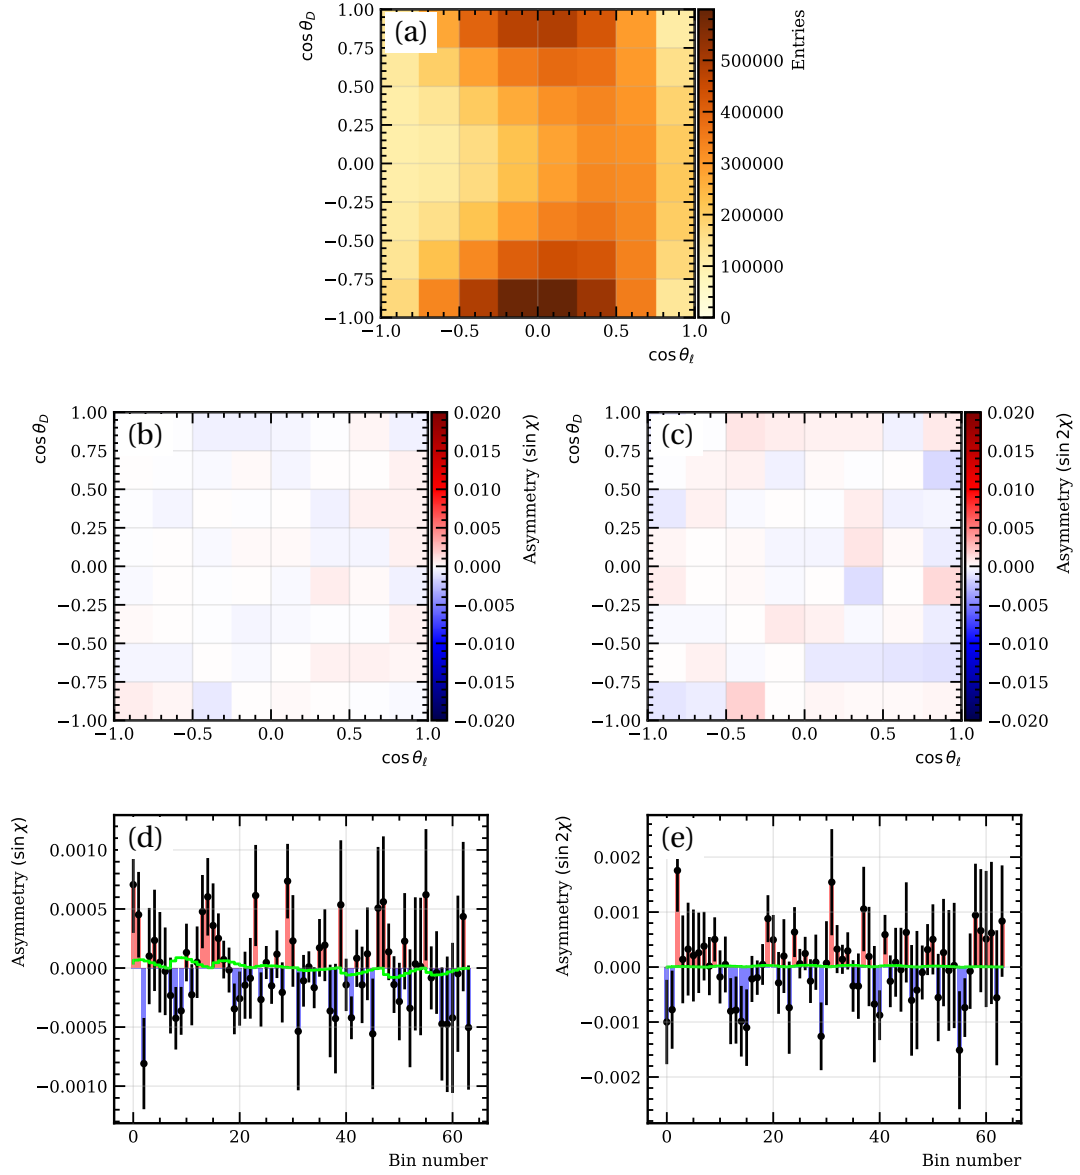 (a)
cos θ_D
1.00
0.75
0.50
0.25
0.00
−0.25
−0.50
−0.75
−1.00
−1.0 −0.5 0.0 0.5 1.0
cos θ_ℓ
500000
400000
300000
200000
100000
0
Entries
(b)
cos θ_D
1.00
0.75
0.50
0.25
0.00
−0.25
−0.50
−0.75
−1.00
−1.0 −0.5 0.0 0.5 1.0
cos θ_ℓ
0.020
0.015
0.010
0.005
0.000
−0.005
−0.010
−0.015
−0.020
Asymmetry (sin χ)
(c)
cos θ_D
1.00
0.75
0.50
0.25
0.00
−0.25
−0.50
−0.75
−1.00
−1.0 −0.5 0.0 0.5 1.0
cos θ_ℓ
0.020
0.015
0.010
0.005
0.000
−0.005
−0.010
−0.015
−0.020
Asymmetry (sin 2χ)
(d)
Asymmetry (sin χ)
0.0010
0.0005
0.0000
−0.0005
−0.0010
0 20 40 60
Bin number
(e)
Asymmetry (sin 2χ)
0.002
0.001
0.000
−0.001
−0.002
0 20 40 60
Bin number